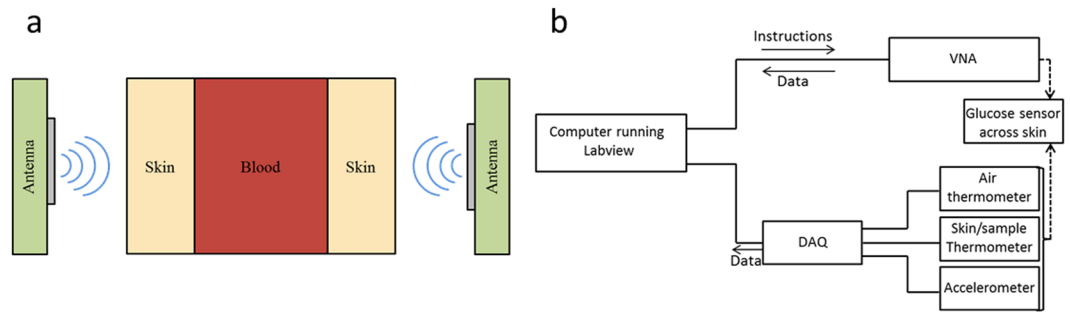 a
Antenna
Skin
Blood
Skin
Antenna
b
Instructions
Data
VNA
Glucose sensor
across skin
Computer running
Labview
Air
thermometer
Skin/sample
Thermometer
Accelerometer
DAQ
Data